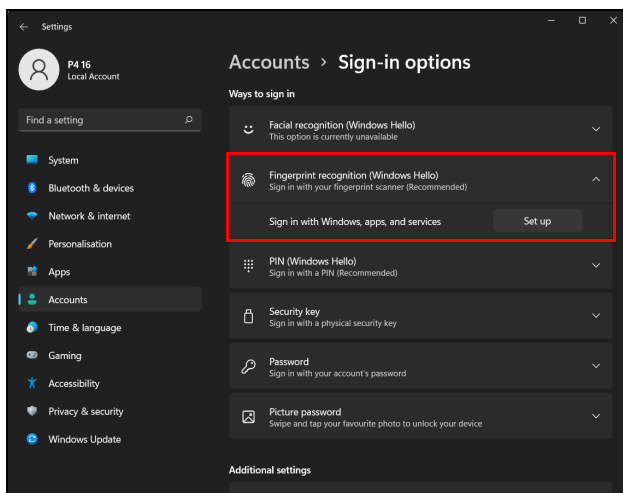 Settings
P4 16
Local Account
Find a setting
System
Bluetooth & devices
Network & internet
Personalisation
Apps
Accounts
Time & language
Gaming
Accessibility
Privacy & security
Windows Update
Accounts > Sign-in options
Ways to sign in
Facial recognition (Windows Hello)
This option is currently unavailable
Fingerprint recognition (Windows Hello)
Sign in with your fingerprint scanner (Recommended)
Sign in with Windows, apps, and services
Set up
PIN (Windows Hello)
Sign in with a PIN (Recommended)
Security key
Sign in with a physical security key
Password
Sign in with your account's password
Picture password
Swipe and tap your favourite photo to unlock your device
Additional settings